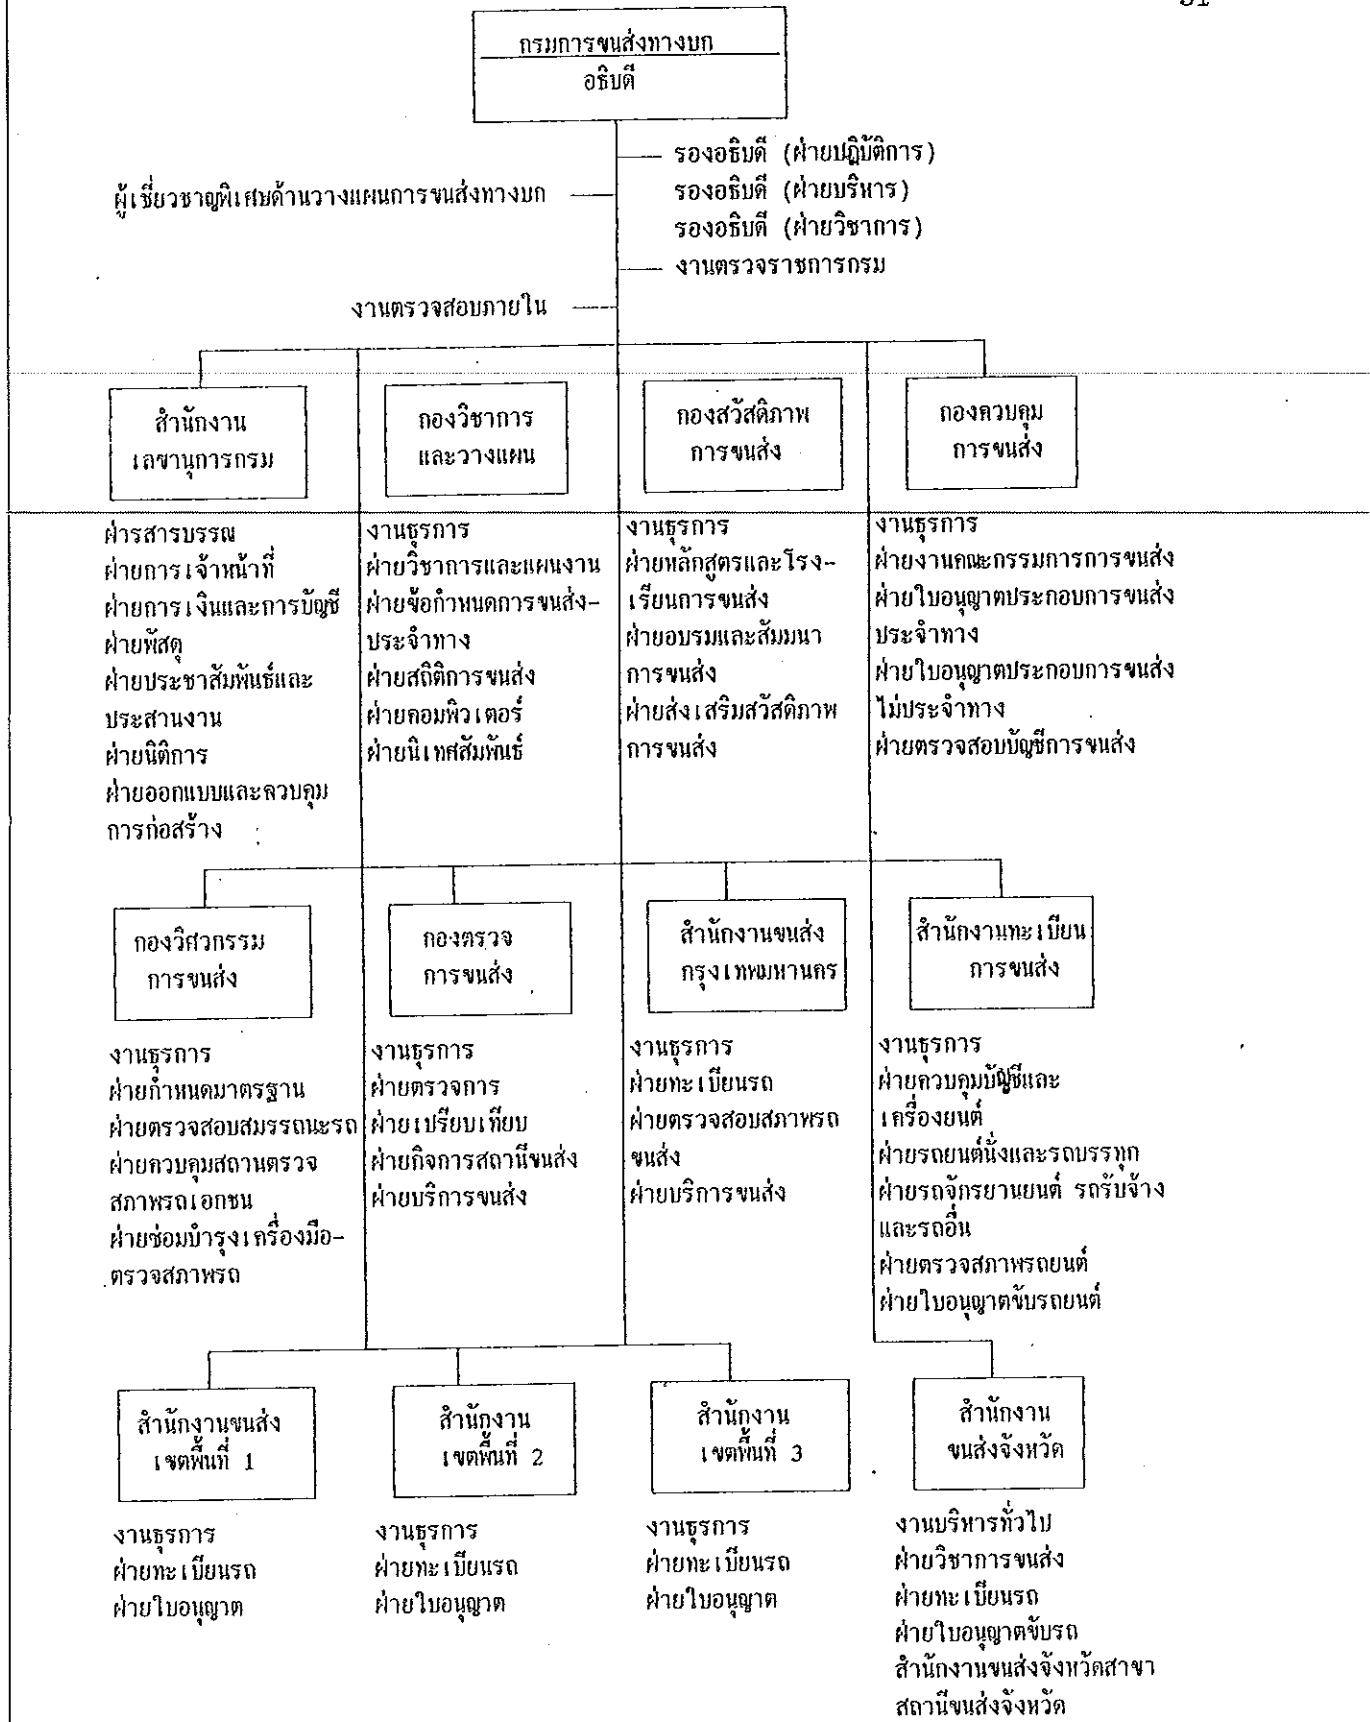 กรมการขนส่งทางบก
อธิบดี
รองอธิบดี (ฝ่ายปฏิบัติการ)
ผู้เชี่ยวชาญพิเศษด้านวางแผนการขนส่งทางบก
รองอธิบดี (ฝ่ายบริหาร)
รองอธิบดี (ฝ่ายวิชาการ)
งานตรวจราชการกรม
งานตรวจสอบภายใน
สำนักงาน
เลขานุการกรม
กองวิชาการ
และวางแผน
กองสวัสดิภาพ
การขนส่ง
กองควบคุม
การขนส่ง
ฝ่ารสารบรรณ
ฝ่ายการเจ้าหน้าที่
ฝ่ายการเงินและการบัญชี
ฝ่ายพัสดุ
ฝ่ายประชาสัมพันธ์และ
ประสานงาน
ฝ่ายนิติการ
ฝ่ายออกแบบและควบคุม
การก่อสร้าง
งานธุรการ
ฝ่ายวิชาการและแผนงาน
ฝ่ายข้อกำหนดการขนส่ง-
ประจำทาง
ฝ่ายสถิติการขนส่ง
ฝ่ายคอมพิวเตอร์
ฝ่ายนิเทศสัมพันธ์
งานธุรการ
ฝ่ายหลักสูตรและโรง-
เรียนการขนส่ง
ฝ่ายอบรมและสัมมนา
การขนส่ง
ฝ่ายส่งเสริมสวัสดิภาพ
การขนส่ง
งานธุรการ
ฝ่ายงานคณะกรรมการการขนส่ง
ฝ่ายใบอนุญาตประกอบการขนส่ง
ประจำทาง
ฝ่ายใบอนุญาตประกอบการขนส่ง
ไม่ประจำทาง
ฝ่ายตรวจสอบบัญชีการขนส่ง
กองวิศวกรรม
การขนส่ง
กองตรวจ
การขนส่ง
สำนักงานขนส่ง
กรุงเทพมหานคร
สำนักงานทะเบียน
การขนส่ง
งานธุรการ
ฝ่ายกำหนดมาตรฐาน
ฝ่ายตรวจสอบสมรรถนะรถ
ฝ่ายควบคุมสถานตรวจ
สภาพรถเอกชน
ฝ่ายซ่อมบำรุงเครื่องมือ-
ตรวจสภาพรถ
งานธุรการ
ฝ่ายตรวจการ
ฝ่ายเปรียบเทียบ
ฝ่ายกิจการสถานีขนส่ง
ฝ่ายบริการขนส่ง
งานธุรการ
ฝ่ายทะเบียนรถ
ฝ่ายตรวจสอบสภาพรถ
ขนส่ง
ฝ่ายบริการขนส่ง
งานธุรการ
ฝ่ายควบคุมบัญชีและ
เครื่องยนต์
ฝ่ายรถยนต์นั่งและรถบรรทุก
ฝ่ายรถจักรยานยนต์ รถรับจ้าง
และรถอื่น
ฝ่ายตรวจสภาพรถยนต์
ฝ่ายใบอนุญาตขับรถยนต์
สำนักงานขนส่ง
เขตพื้นที่ 1
สำนักงาน
เขตพื้นที่ 2
สำนักงาน
เขตพื้นที่ 3
สำนักงาน
ขนส่งจังหวัด
งานธุรการ
ฝ่ายทะเบียนรถ
ฝ่ายใบอนุญาต
งานธุรการ
ฝ่ายทะเบียนรถ
ฝ่ายใบอนุญาต
งานธุรการ
ฝ่ายทะเบียนรถ
ฝ่ายใบอนุญาต
งานบริหารทั่วไป
ฝ่ายวิชาการขนส่ง
ฝ่ายทะเบียนรถ
ฝ่ายใบอนุญาตขับรถ
สำนักงานขนส่งจังหวัดสาขา
สถานีขนส่งจังหวัด